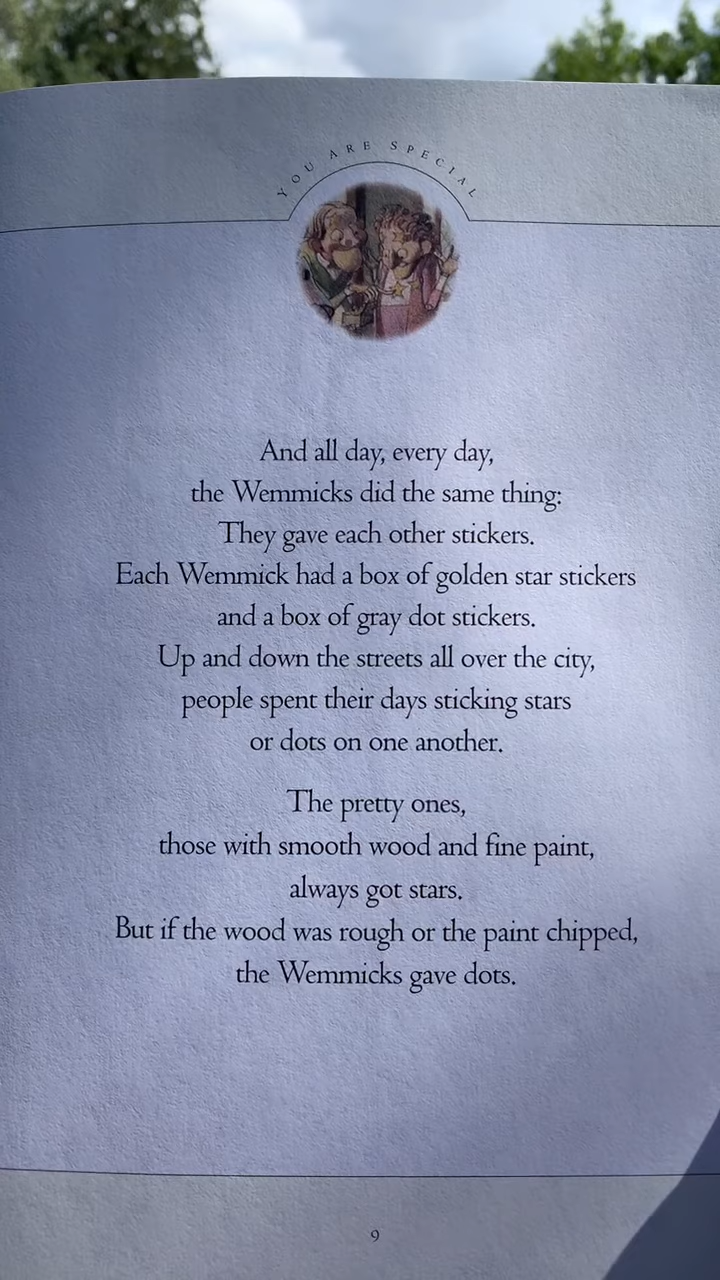 YOU ARE SPECIAL
And all day, every day,
the Wemmicks did the same thing:
They gave each other stickers.
Each Wemmick had a box of golden star stickers
and a box of gray dot stickers.
Up and down the streets all over the city,
people spent their days sticking stars
or dots on one another.
The pretty ones,
those with smooth wood and fine paint,
always got stars.
But if the wood was rough or the paint chipped,
the Wemmicks gave dots.
9